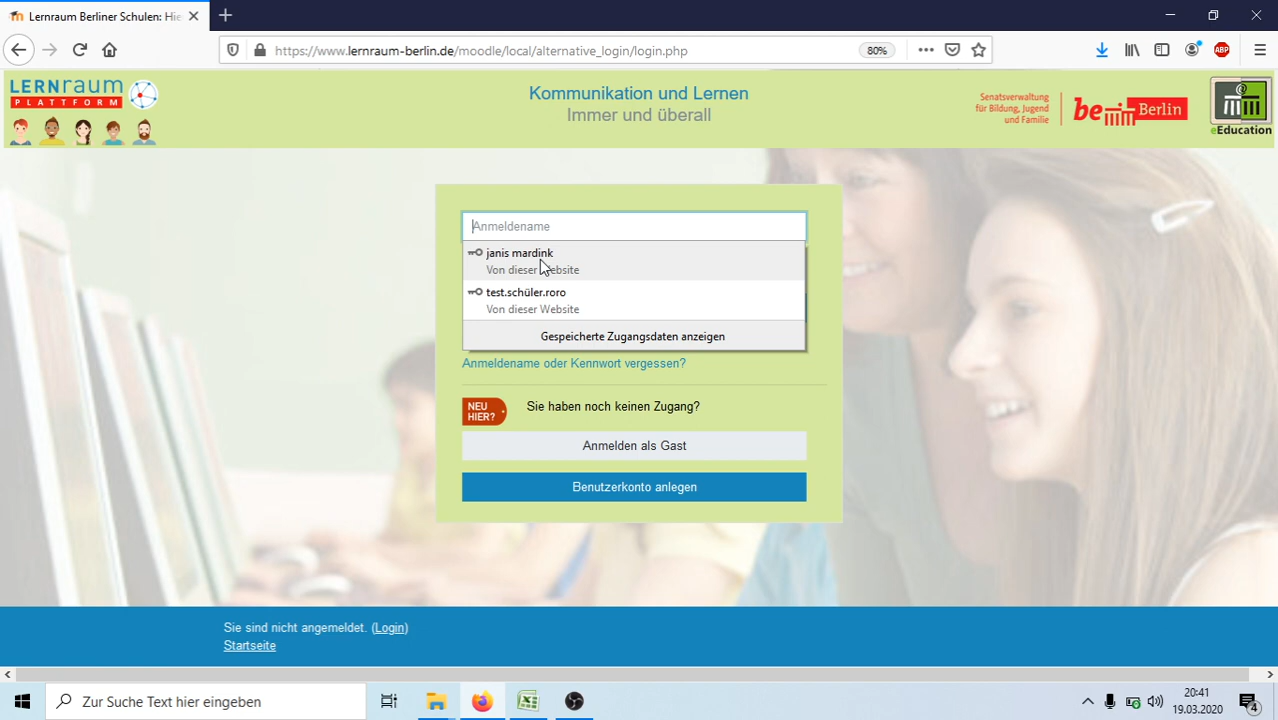 Lernraum Berliner Schulen: Hie
https://www.lernraum-berlin.de/moodle/local/alternative_login/login.php
80%
ABP
LERNraum
PLATTFORM
Kommunikation und Lernen
Immer und überall
Senatsverwaltung
für Bildung, Jugend
und Familie
be Berlin
@
eEducation
Anmeldename
janis mardink
Von dieser Website
test.schüler.roro
Von dieser Website
Gespeicherte Zugangsdaten anzeigen
Anmeldename oder Kennwort vergessen?
NEU
HIER?
Sie haben noch keinen Zugang?
Anmelden als Gast
Benutzerkonto anlegen
Sie sind nicht angemeldet. (Login)
Startseite
Zur Suche Text hier eingeben
20:41
19.03.2020
4